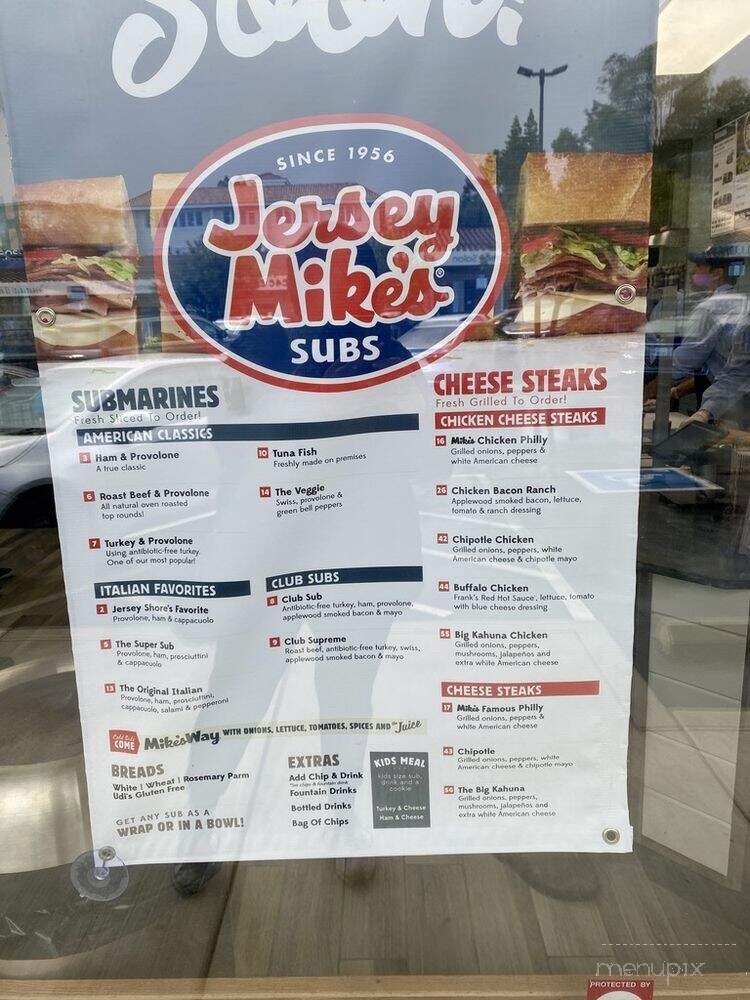 Soon!
SINCE 1956
Jersey
Mike's®
SUBS
SUBMARINES
Fresh Sliced To Order!
AMERICAN CLASSICS
3 Ham & Provolone
A true classic
6 Roast Beef & Provolone
All natural oven roasted
top rounds!
7 Turkey & Provolone
Using antibiotic-free turkey.
One of our most popular!
10 Tuna Fish
Freshly made on premises
14 The Veggie
Swiss, provolone &
green bell peppers
ITALIAN FAVORITES
2 Jersey Shore's Favorite
Provolone, ham & cappacuolo
5 The Super Sub
Provolone, ham, prosciuttini
& cappacuolo
13 The Original Italian
Provolone, ham, prosciuttini,
cappacuolo, salami & pepperoni
CLUB SUBS
8 Club Sub
Antibiotic-free turkey, ham, provolone,
applewood smoked bacon & mayo
9 Club Supreme
Roast beef, antibiotic-free turkey, swiss,
applewood smoked bacon & mayo
CHEESE STEAKS
Fresh Grilled To Order!
CHICKEN CHEESE STEAKS
16 Mike's Chicken Philly
Grilled onions, peppers &
white American cheese
26 Chicken Bacon Ranch
Applewood smoked bacon, lettuce,
tomato & ranch dressing
42 Chipotle Chicken
Grilled onions, peppers, white
American cheese & chipotle mayo
44 Buffalo Chicken
Frank's Red Hot Sauce, lettuce, tomato
with blue cheese dressing
55 Big Kahuna Chicken
Grilled onions, peppers,
mushrooms, jalapeños and
extra white American cheese
CHEESE STEAKS
17 Mike's Famous Philly
Grilled onions, peppers &
white American cheese
43 Chipotle
Grilled onions, peppers, white
American cheese & chipotle mayo
56 The Big Kahuna
Grilled onions, peppers,
mushrooms, jalapeños and
extra white American cheese
Cold Subs
COME Mike's Way WITH ONIONS, LETTUCE, TOMATOES, SPICES AND "The Juice"
BREADS
White | Wheat | Rosemary Parm
Udi's Gluten Free
GET ANY SUB AS A
WRAP OR IN A BOWL!
EXTRAS
Add Chip & Drink
Fountain Drinks
Bottled Drinks
Bag Of Chips
KIDS MEAL
kids size sub,
drink and a
cookie
Turkey & Cheese
Ham & Cheese
menupix
PROTECTED BY